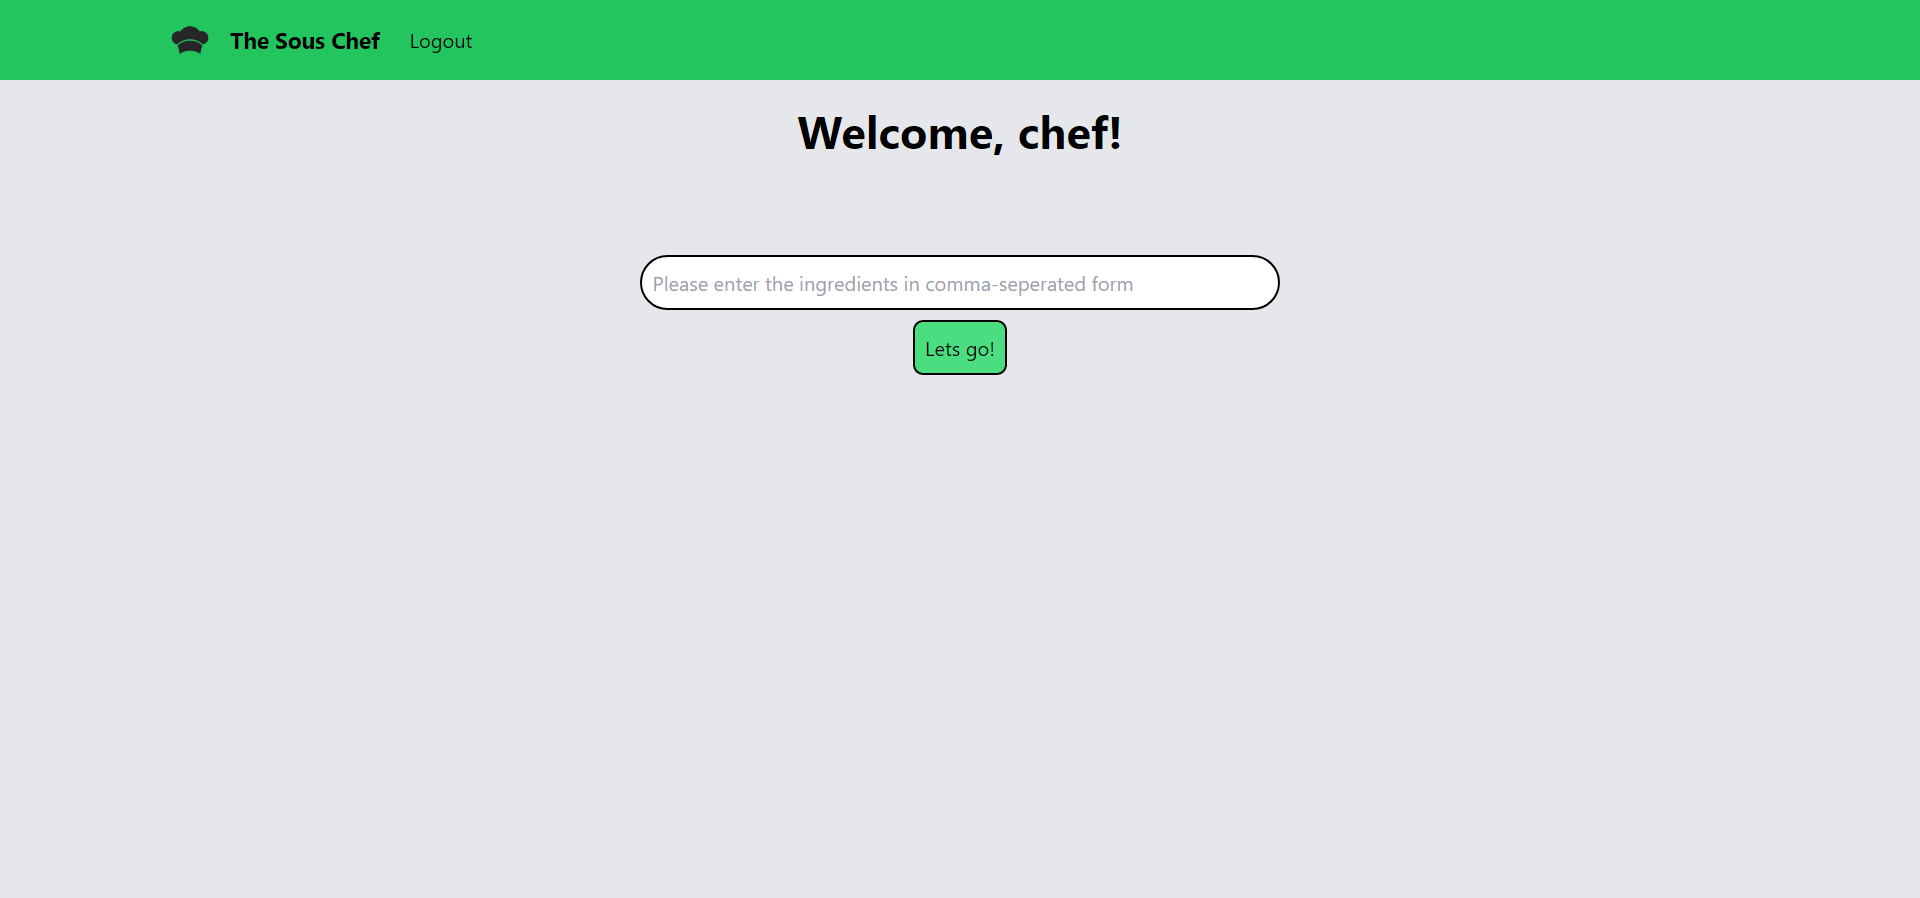 The Sous Chef Logout
Welcome, chef!
Please enter the ingredients in comma-seperated form
Lets go!